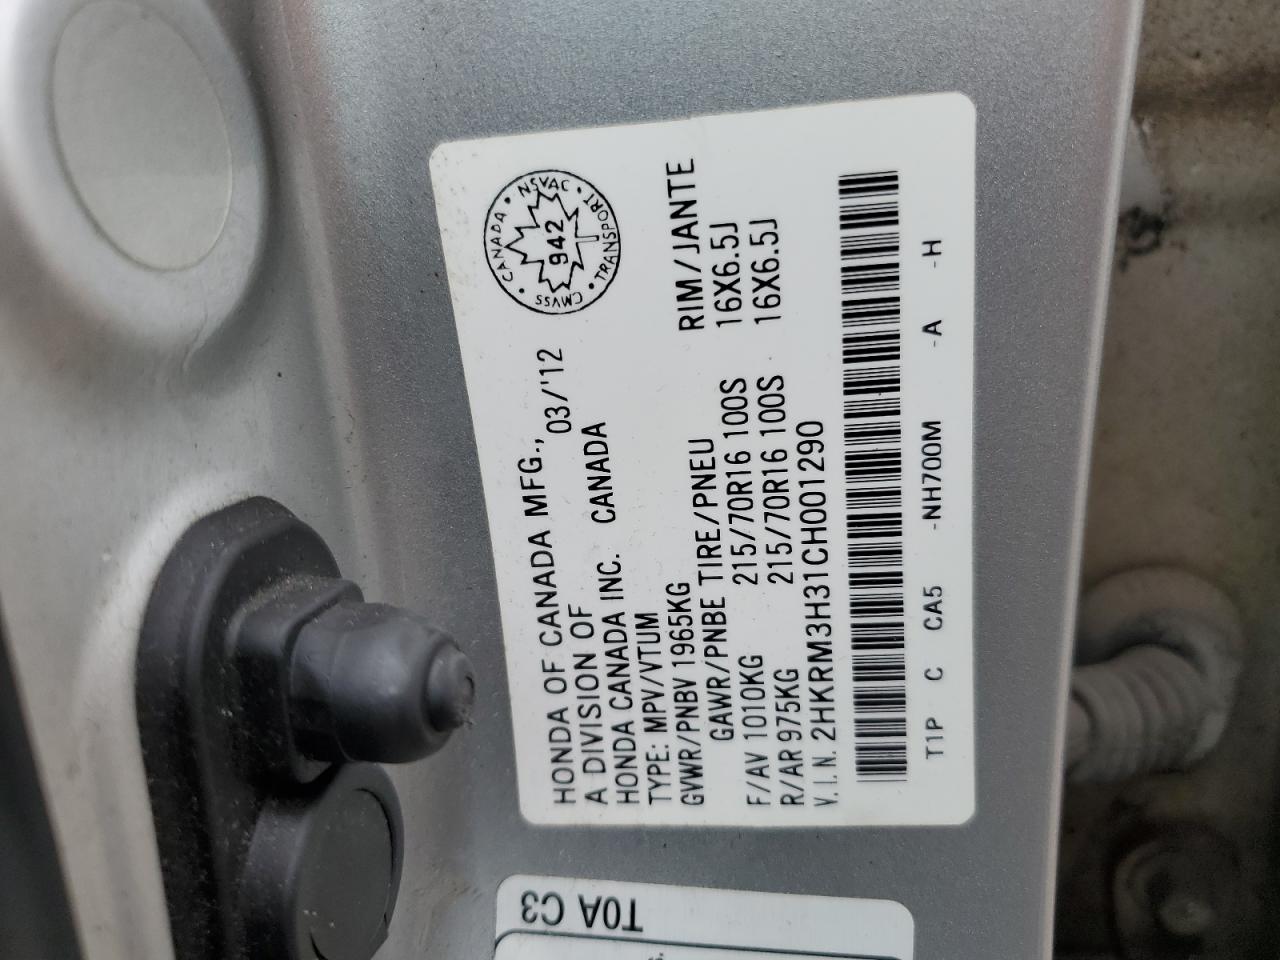 HONDA OF CANADA MFG.,
A DIVISION OF 03/'12
HONDA CANADA INC. CANADA
TYPE: MPV/VTUM
GVWR/PNBV 1965KG
GAWR/PNBE TIRE/PNEU RIM/JANTE
F/AV 1010KG 215/70R16 100S 16X6.5J
R/AR 975KG 215/70R16 100S 16X6.5J
V.I.N. 2HKRM3H31CH001290
T1P C CA5 -NH700M -A -H
CANADA • NSVAC • TRANSPORT • CMVSS •
942
T0A C3